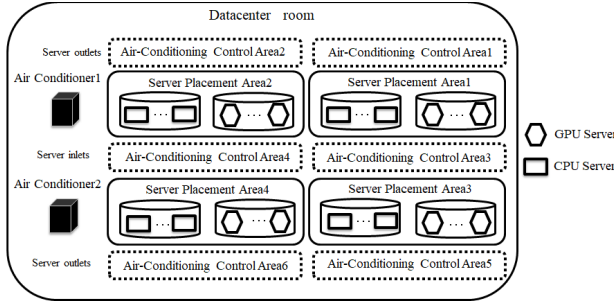 Datacenter room
Server outlets
Air-Conditioning Control Area2
Air-Conditioning Control Area1
Air Conditioner1
Server Placement Area2
Server Placement Area1
...
...
...
...
GPU Server
Server inlets
Air-Conditioning Control Area4
Air-Conditioning Control Area3
CPU Server
Air Conditioner2
Server Placement Area4
Server Placement Area3
...
...
...
...
Server outlets
Air-Conditioning Control Area6
Air-Conditioning Control Area5